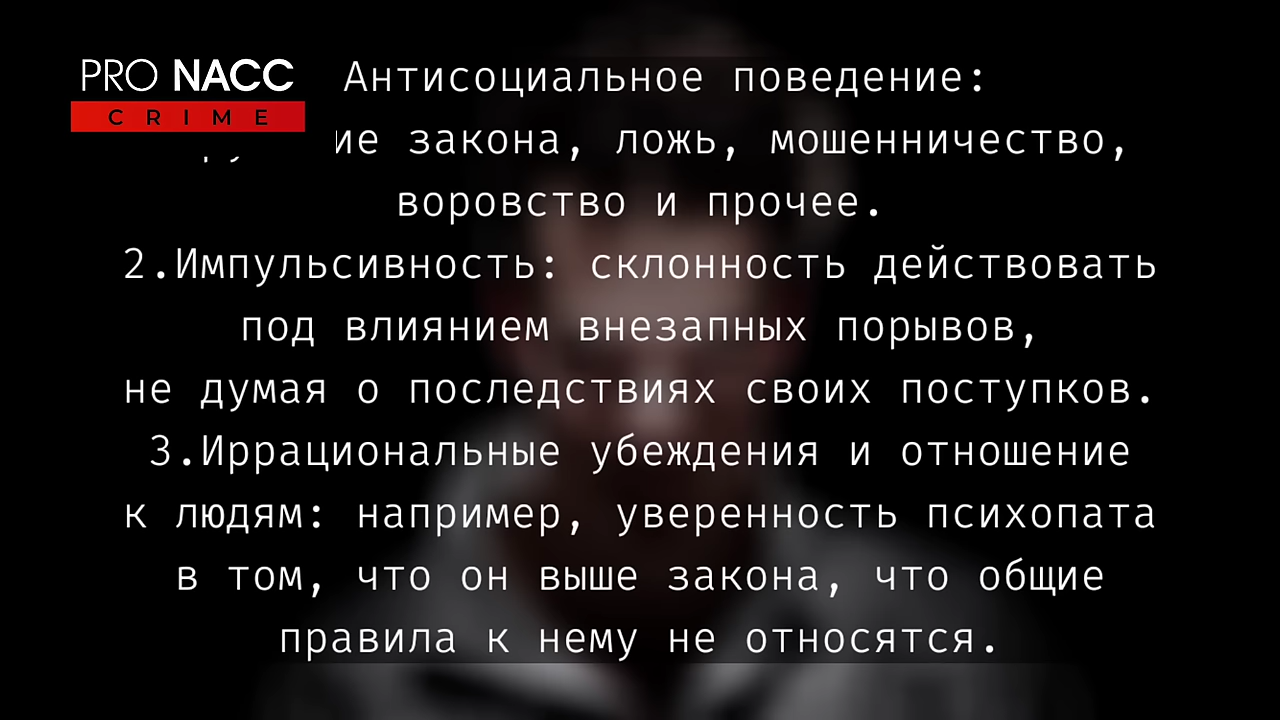 PRO NACC
CRIME
Антисоциальное поведение:
закона, ложь, мошенничество,
воровство и прочее.
2.Импульсивность: склонность действовать
под влиянием внезапных порывов,
не думая о последствиях своих поступков.
3.Иррациональные убеждения и отношение
к людям: например, уверенность психопата
в том, что он выше закона, что общие
правила к нему не относятся.